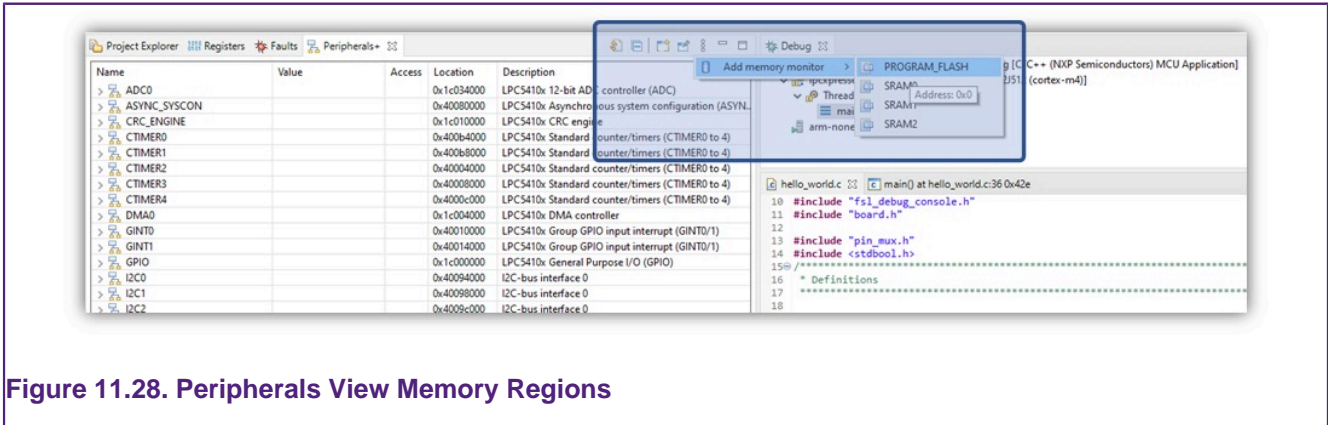 Project Explorer Registers Faults Peripherals+
Debug
Name Value Access Location Description
ADC0 0x1c034000 LPC5410x 12-bit ADC controller (ADC)
ASYNC_SYSCON 0x40080000 LPC5410x Asynchronous system configuration (ASYN...
CRC_ENGINE 0x1c010000 LPC5410x CRC engine
CTIMER0 0x400b4000 LPC5410x Standard counter/timers (CTIMER0 to 4)
CTIMER1 0x400b8000 LPC5410x Standard counter/timers (CTIMER0 to 4)
CTIMER2 0x40004000 LPC5410x Standard counter/timers (CTIMER0 to 4)
CTIMER3 0x40008000 LPC5410x Standard counter/timers (CTIMER0 to 4)
CTIMER4 0x4000c000 LPC5410x Standard counter/timers (CTIMER0 to 4)
DMA0 0x1c004000 LPC5410x DMA controller
GINT0 0x40010000 LPC5410x Group GPIO input interrupt (GINT0/1)
GINT1 0x40014000 LPC5410x Group GPIO input interrupt (GINT0/1)
GPIO 0x1c000000 LPC5410x General Purpose I/O (GPIO)
I2C0 0x40094000 I2C-bus interface 0
I2C1 0x40098000 I2C-bus interface 0
I2C2 0x4009c000 I2C-bus interface 0
Add memory monitor > PROGRAM_FLASH
SRAM0
Address: 0x0
SRAM1
SRAM2
C++ (NXP Semiconductors) MCU Application]
(cortex-m4)]
Thread
mai
arm-none
hello_world.c main() at hello_world.c:36 0x42e
10 #include "fsl_debug_console.h"
11 #include "board.h"
12
13 #include "pin_mux.h"
14 #include <stdbool.h>
15 /*****************************************************************************
16 * Definitions
17 *****************************************************************************
18
Figure 11.28. Peripherals View Memory Regions